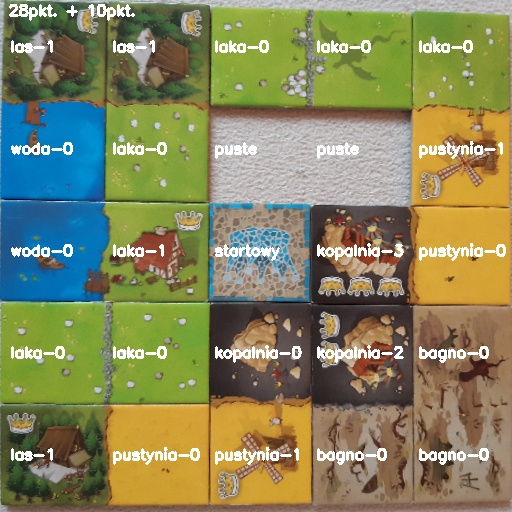 28pkt. + 10pkt.
las-1 las-1 laka-0 laka-0 laka-0
woda-0 laka-0 puste puste pustynia-1
woda-0 laka-1 startowy kopalnia-3 pustynia-0
laka-0 laka-0 kopalnia-0 kopalnia-2 bagno-0
las-1 pustynia-0 pustynia-1 bagno-0 bagno-0